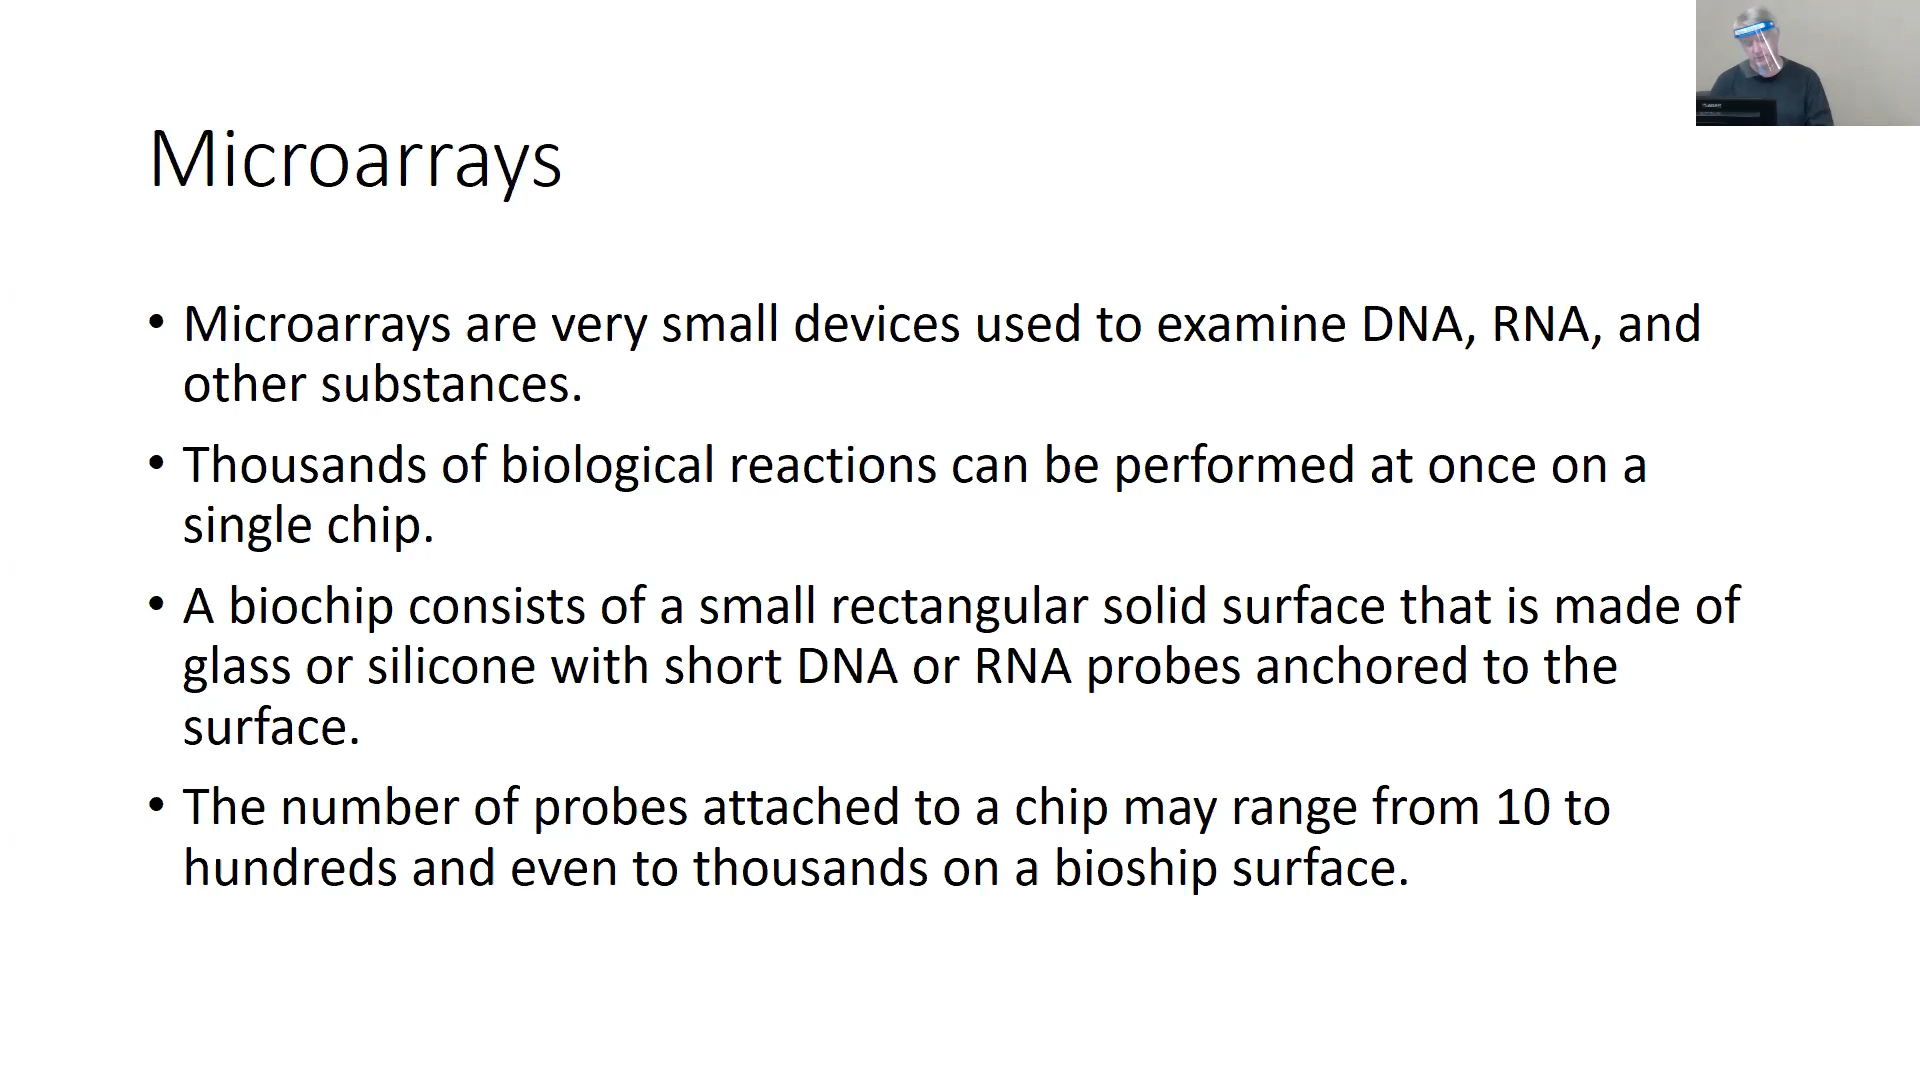 Microarrays
• Microarrays are very small devices used to examine DNA, RNA, and
other substances.
• Thousands of biological reactions can be performed at once on a
single chip.
• A biochip consists of a small rectangular solid surface that is made of
glass or silicone with short DNA or RNA probes anchored to the
surface.
• The number of probes attached to a chip may range from 10 to
hundreds and even to thousands on a bioship surface.